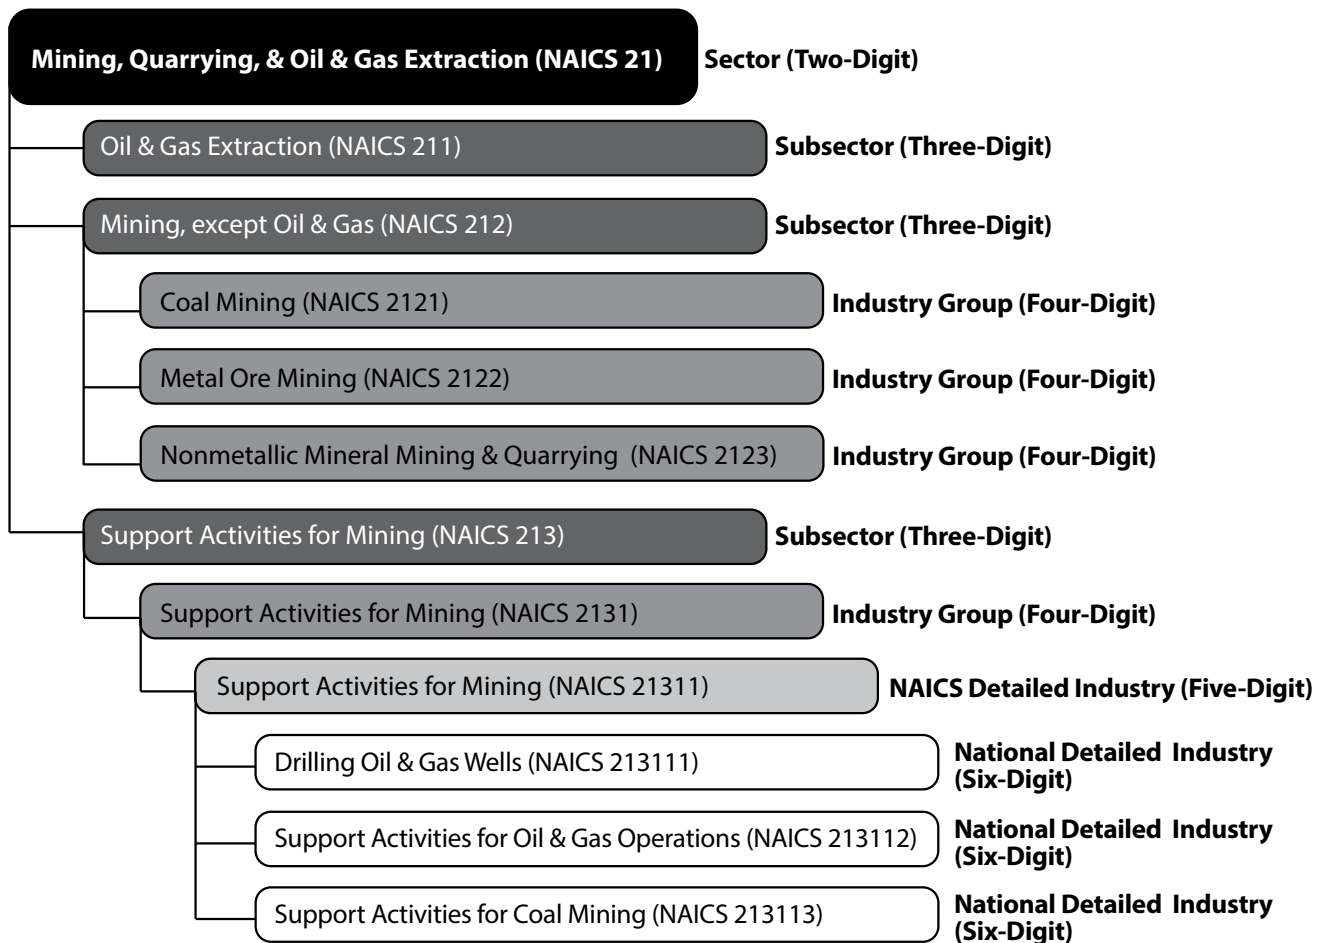 Mining, Quarrying, & Oil & Gas Extraction (NAICS 21)
Sector (Two-Digit)
Oil & Gas Extraction (NAICS 211)
Subsector (Three-Digit)
Mining, except Oil & Gas (NAICS 212)
Subsector (Three-Digit)
Coal Mining (NAICS 2121)
Industry Group (Four-Digit)
Metal Ore Mining (NAICS 2122)
Industry Group (Four-Digit)
Nonmetallic Mineral Mining & Quarrying (NAICS 2123)
Industry Group (Four-Digit)
Support Activities for Mining (NAICS 213)
Subsector (Three-Digit)
Support Activities for Mining (NAICS 2131)
Industry Group (Four-Digit)
Support Activities for Mining (NAICS 21311)
NAICS Detailed Industry (Five-Digit)
Drilling Oil & Gas Wells (NAICS 213111)
National Detailed Industry
(Six-Digit)
Support Activities for Oil & Gas Operations (NAICS 213112)
National Detailed Industry
(Six-Digit)
Support Activities for Coal Mining (NAICS 213113)
National Detailed Industry
(Six-Digit)